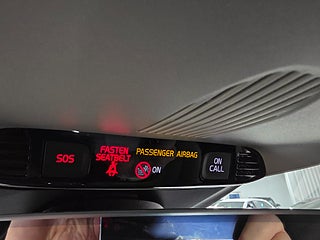 SOS
FASTEN
SEATBELT
PASSENGER AIRBAG
ON
ON
CALL